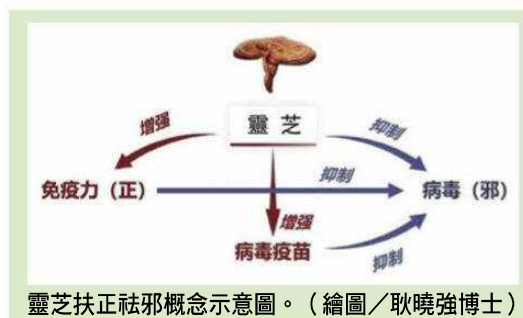 靈芝
增强
抑制
免疫力（正）
抑制
病毒（邪）
增强
病毒疫苗
抑制
靈芝扶正祛邪概念示意圖。（繪圖／耿曉強博士）